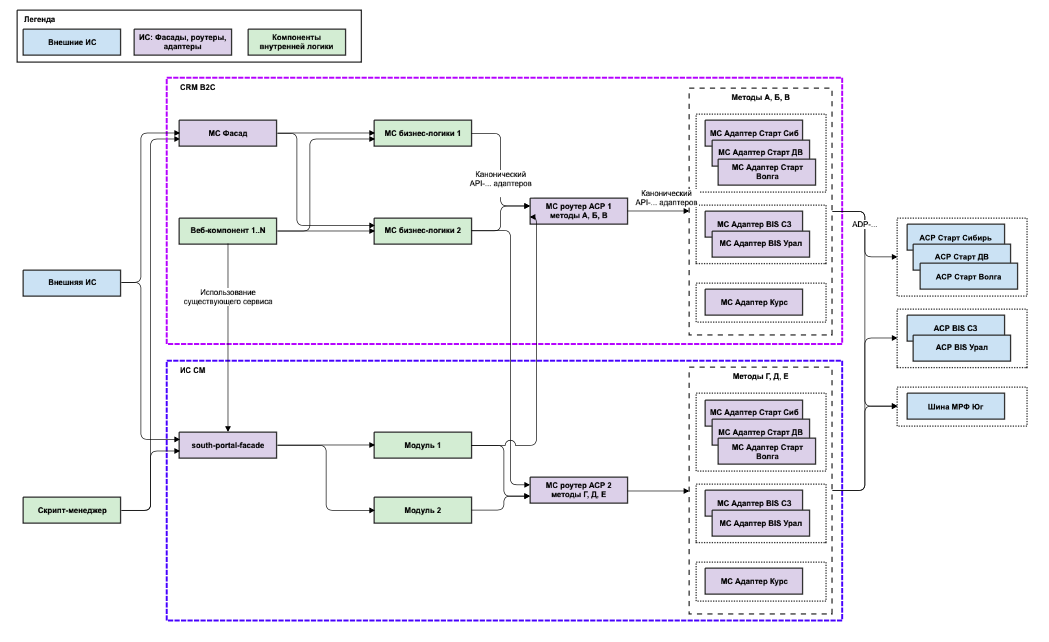 Легенда
Внешние ИС
ИС: Фасады, роутеры,
адаптеры
Компоненты
внутренней логики
CRM B2C
Методы А, Б, В
МС Фасад
МС бизнес-логики 1
МС Адаптер Старт Сиб
МС Адаптер Старт ДВ
МС Адаптер Старт
Волга
Канонический
API-... адаптеров
Канонический
API-... адаптеров
МС роутер АСР 1
методы А, Б, В
Веб-компонент 1..N
МС бизнес-логики 2
МС Адаптер BIS СЗ
МС Адаптер BIS Урал
ADP-...
АСР Старт Сибирь
АСР Старт ДВ
АСР Старт Волга
Внешняя ИС
Использование
существующего сервиса
МС Адаптер Курс
АСР BIS СЗ
АСР BIS Урал
ИС СМ
Методы Г, Д, Е
Шина МРФ Юг
МС Адаптер Старт Сиб
МС Адаптер Старт ДВ
МС Адаптер Старт
Волга
south-portal-facade
Модуль 1
МС роутер АСР 2
методы Г, Д, Е
Скрипт-менеджер
Модуль 2
МС Адаптер BIS СЗ
МС Адаптер BIS Урал
МС Адаптер Курс